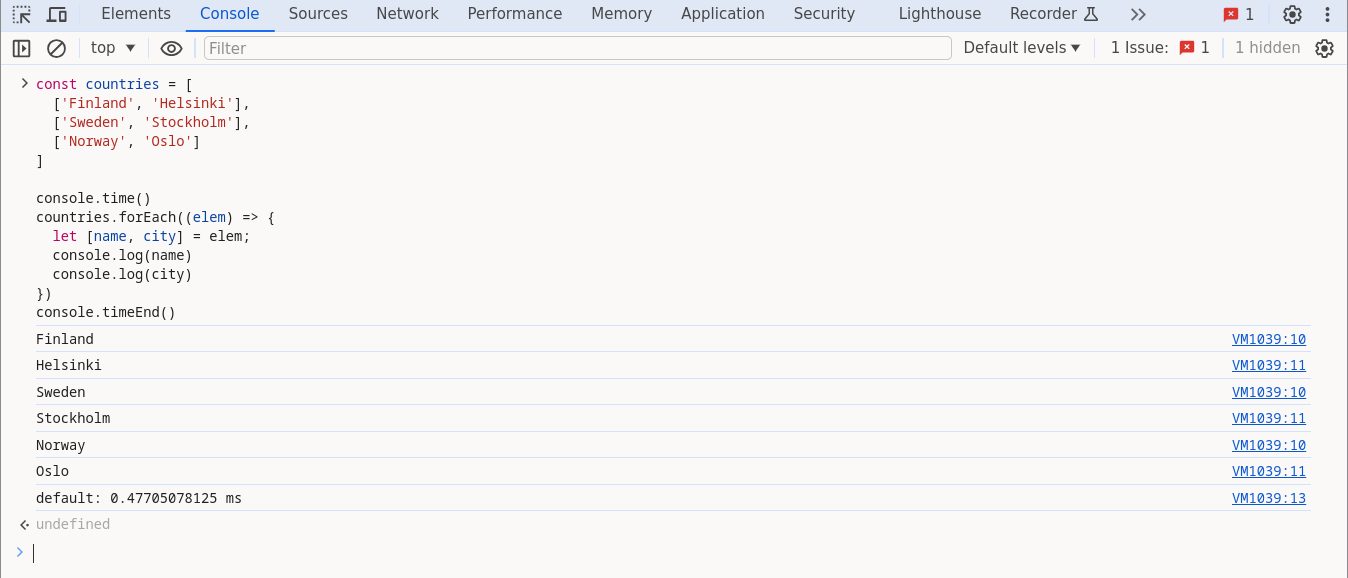 Elements Console Sources Network Performance Memory Application Security Lighthouse Recorder 1
top Filter Default levels 1 Issue: 1 1 hidden
const countries = [
  ['Finland', 'Helsinki'],
  ['Sweden', 'Stockholm'],
  ['Norway', 'Oslo']
]
console.time()
countries.forEach((elem) => {
  let [name, city] = elem;
  console.log(name)
  console.log(city)
})
console.timeEnd()
Finland VM1039:10
Helsinki VM1039:11
Sweden VM1039:10
Stockholm VM1039:11
Norway VM1039:10
Oslo VM1039:11
default: 0.47705078125 ms VM1039:13
undefined